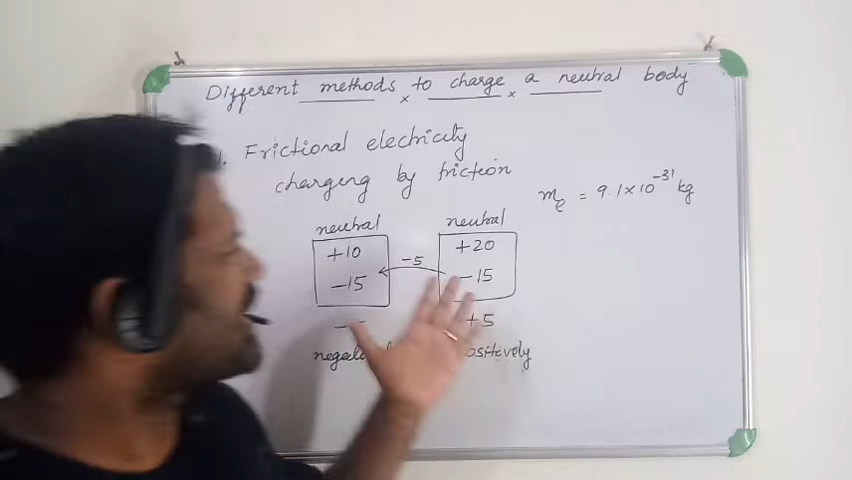 Different methods to charge a neutral body
1. Frictional electricity
charging by friction
me = 9.1×10-31 kg
neutral neutral
+10 -5 +20
-15 -15
+5